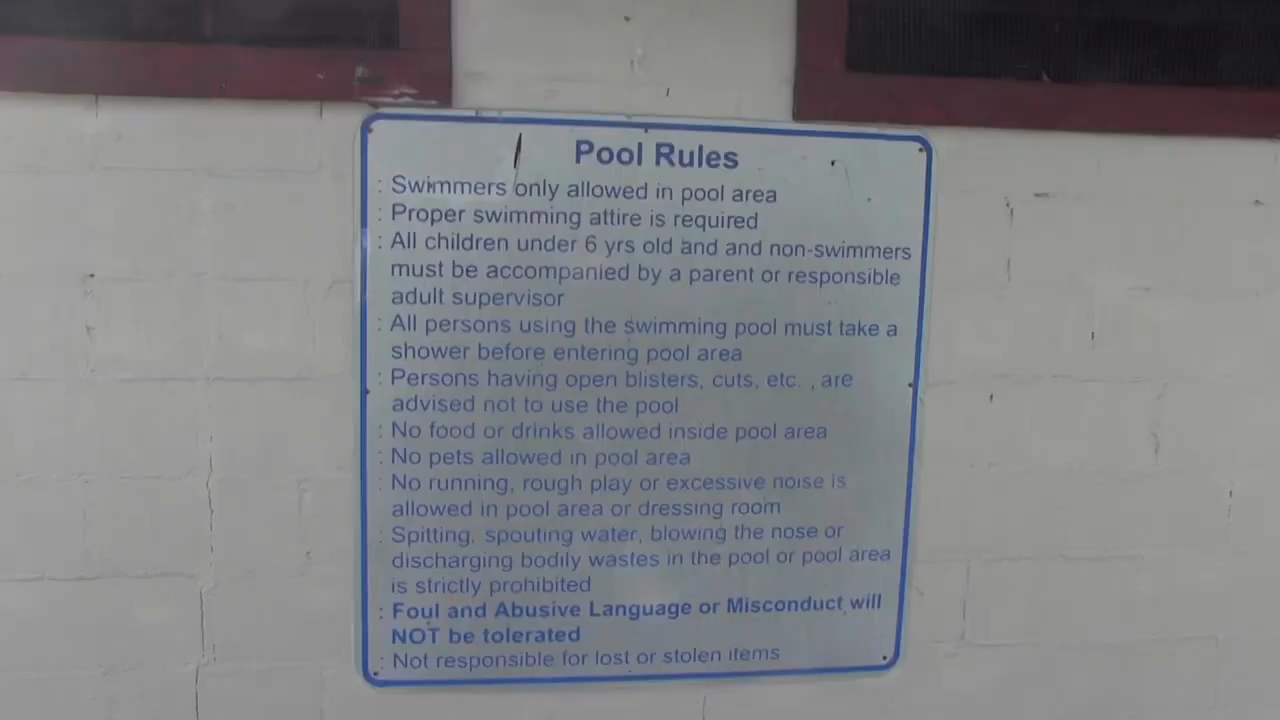 Pool Rules
: Swimmers only allowed in pool area
: Proper swimming attire is required
: All children under 6 yrs old and and non-swimmers
must be accompanied by a parent or responsible
adult supervisor
: All persons using the swimming pool must take a
shower before entering pool area
: Persons having open blisters, cuts, etc. , are
advised not to use the pool
: No food or drinks allowed inside pool area
: No pets allowed in pool area
: No running, rough play or excessive noise is
allowed in pool area or dressing room
: Spitting, spouting water, blowing the nose or
discharging bodily wastes in the pool or pool area
is strictly prohibited
: Foul and Abusive Language or Misconduct will
NOT be tolerated
: Not responsible for lost or stolen items